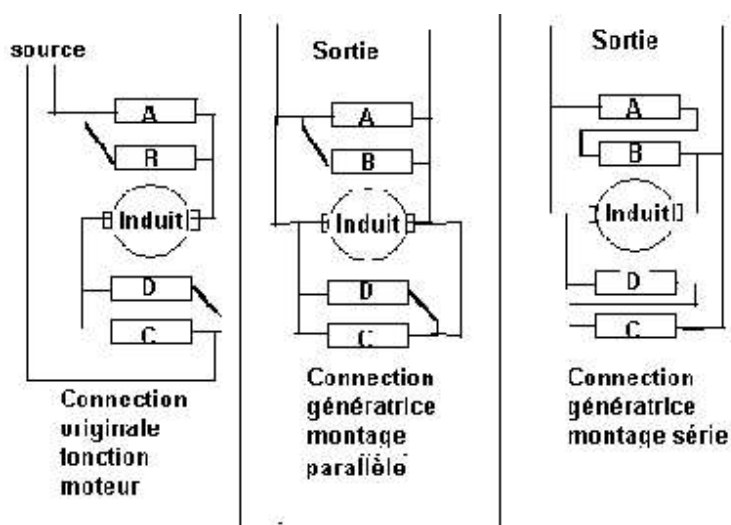 source
A
B
Induit
D
C
Connection
originale
fonction
moteur
Sortie
A
B
Induit
D
C
Connection
génératrice
montage
parallèle
Sortie
A
B
Induit
D
C
Connection
génératrice
montage série